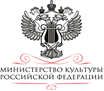 МИНИСТЕРСТВО КУЛЬТУРЫ
РОССИЙСКОЙ ФЕДЕРАЦИИ